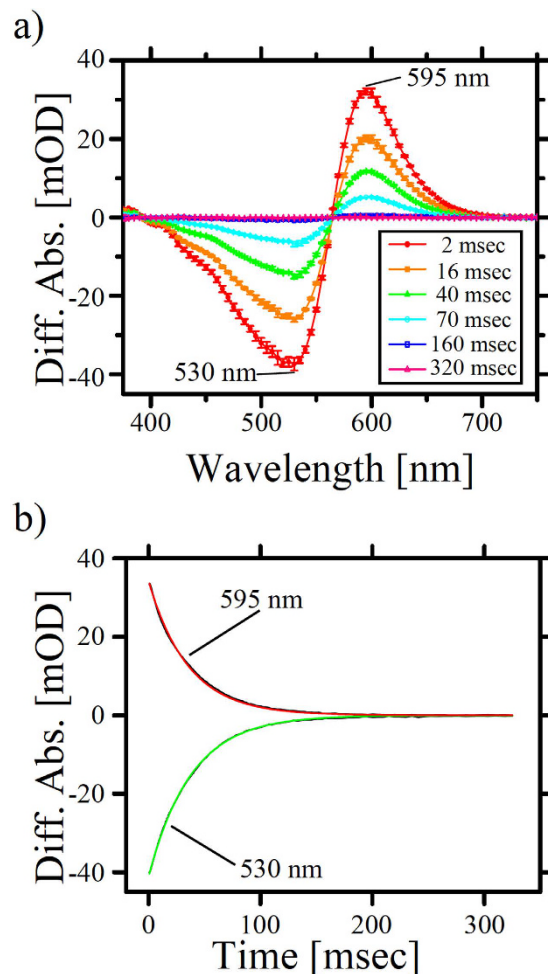 a)
40
595 nm
20
0
-20
-40
Diff. Abs. [mOD]
2 msec
16 msec
40 msec
70 msec
160 msec
320 msec
530 nm
400 500 600 700
Wavelength [nm]
b)
40
595 nm
20
0
-20
-40
Diff. Abs. [mOD]
530 nm
0 100 200 300
Time [msec]